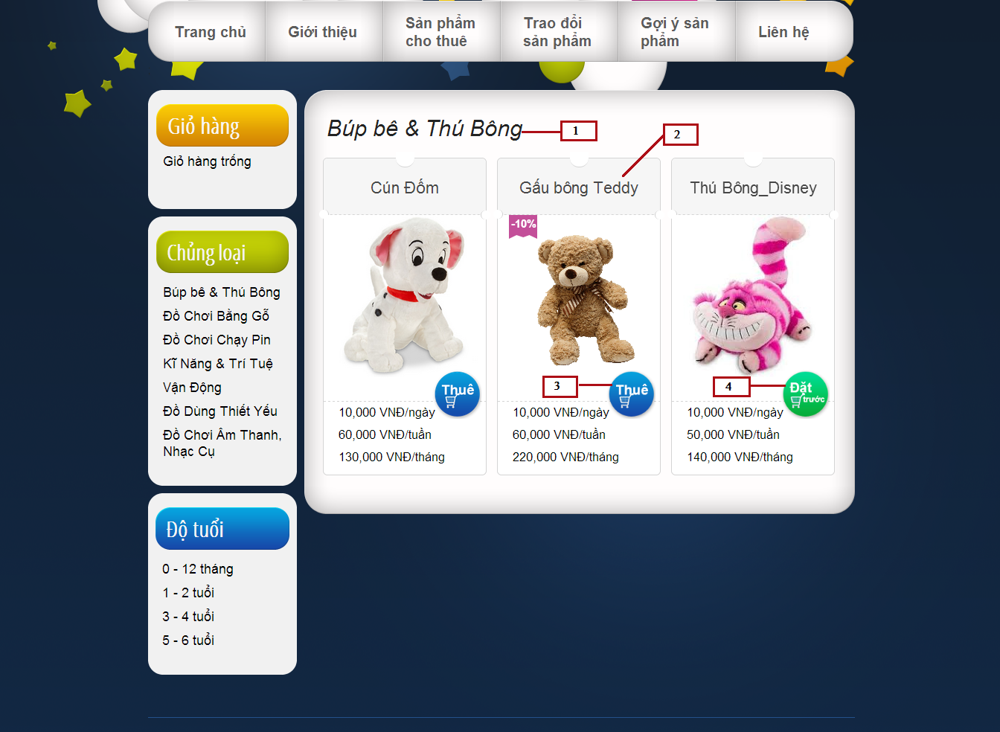 Trang chủ
Giới thiệu
Sản phẩm
cho thuê
Trao đổi
sản phẩm
Gợi ý sản
phẩm
Liên hệ
Giỏ hàng
Giỏ hàng trống
Chủng loại
Búp bê & Thú Bông
Đồ Chơi Bằng Gỗ
Đồ Chơi Chạy Pin
Kĩ Năng & Trí Tuệ
Vận Động
Đồ Dùng Thiết Yếu
Đồ Chơi Âm Thanh,
Nhạc Cụ
Độ tuổi
0 - 12 tháng
1 - 2 tuổi
3 - 4 tuổi
5 - 6 tuổi
Búp bê & Thú Bông
1
2
Cún Đốm
Thuê
10,000 VNĐ/ngày
60,000 VNĐ/tuần
130,000 VNĐ/tháng
Gấu bông Teddy
-10%
3
Thuê
10,000 VNĐ/ngày
60,000 VNĐ/tuần
220,000 VNĐ/tháng
Thú Bông_Disney
4
Đặt
trước
10,000 VNĐ/ngày
50,000 VNĐ/tuần
140,000 VNĐ/tháng